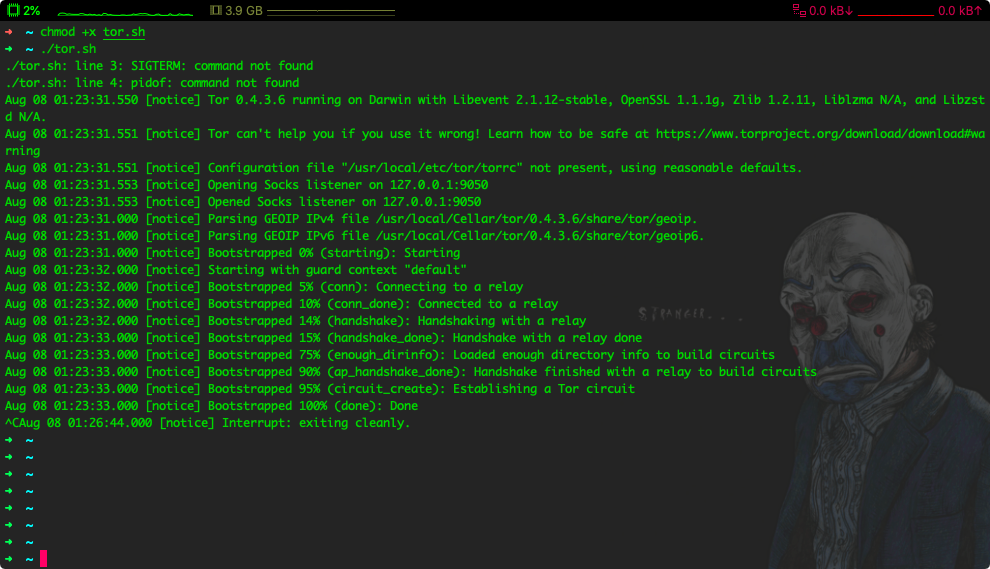 2% 3.9 GB 0.0 kB↓ 0.0 kB↑
➜ ~ chmod +x tor.sh
➜ ~ ./tor.sh
./tor.sh: line 3: SIGTERM: command not found
./tor.sh: line 4: pidof: command not found
Aug 08 01:23:31.550 [notice] Tor 0.4.3.6 running on Darwin with Libevent 2.1.12-stable, OpenSSL 1.1.1g, Zlib 1.2.11, Liblzma N/A, and Libzst
d N/A.
Aug 08 01:23:31.551 [notice] Tor can't help you if you use it wrong! Learn how to be safe at https://www.torproject.org/download/download#wa
rning
Aug 08 01:23:31.551 [notice] Configuration file "/usr/local/etc/tor/torrc" not present, using reasonable defaults.
Aug 08 01:23:31.553 [notice] Opening Socks listener on 127.0.0.1:9050
Aug 08 01:23:31.553 [notice] Opened Socks listener on 127.0.0.1:9050
Aug 08 01:23:31.000 [notice] Parsing GEOIP IPv4 file /usr/local/Cellar/tor/0.4.3.6/share/tor/geoip.
Aug 08 01:23:31.000 [notice] Parsing GEOIP IPv6 file /usr/local/Cellar/tor/0.4.3.6/share/tor/geoip6.
Aug 08 01:23:31.000 [notice] Bootstrapped 0% (starting): Starting
Aug 08 01:23:32.000 [notice] Starting with guard context "default"
Aug 08 01:23:32.000 [notice] Bootstrapped 5% (conn): Connecting to a relay
Aug 08 01:23:32.000 [notice] Bootstrapped 10% (conn_done): Connected to a relay
Aug 08 01:23:32.000 [notice] Bootstrapped 14% (handshake): Handshaking with a relay
STRANGER...
Aug 08 01:23:33.000 [notice] Bootstrapped 15% (handshake_done): Handshake with a relay done
Aug 08 01:23:33.000 [notice] Bootstrapped 75% (enough_dirinfo): Loaded enough directory info to build circuits
Aug 08 01:23:33.000 [notice] Bootstrapped 90% (ap_handshake_done): Handshake finished with a relay to build circuits
Aug 08 01:23:33.000 [notice] Bootstrapped 95% (circuit_create): Establishing a Tor circuit
Aug 08 01:23:33.000 [notice] Bootstrapped 100% (done): Done
^CAug 08 01:26:44.000 [notice] Interrupt: exiting cleanly.
➜ ~
➜ ~
➜ ~
➜ ~
➜ ~
➜ ~
➜ ~
➜ ~